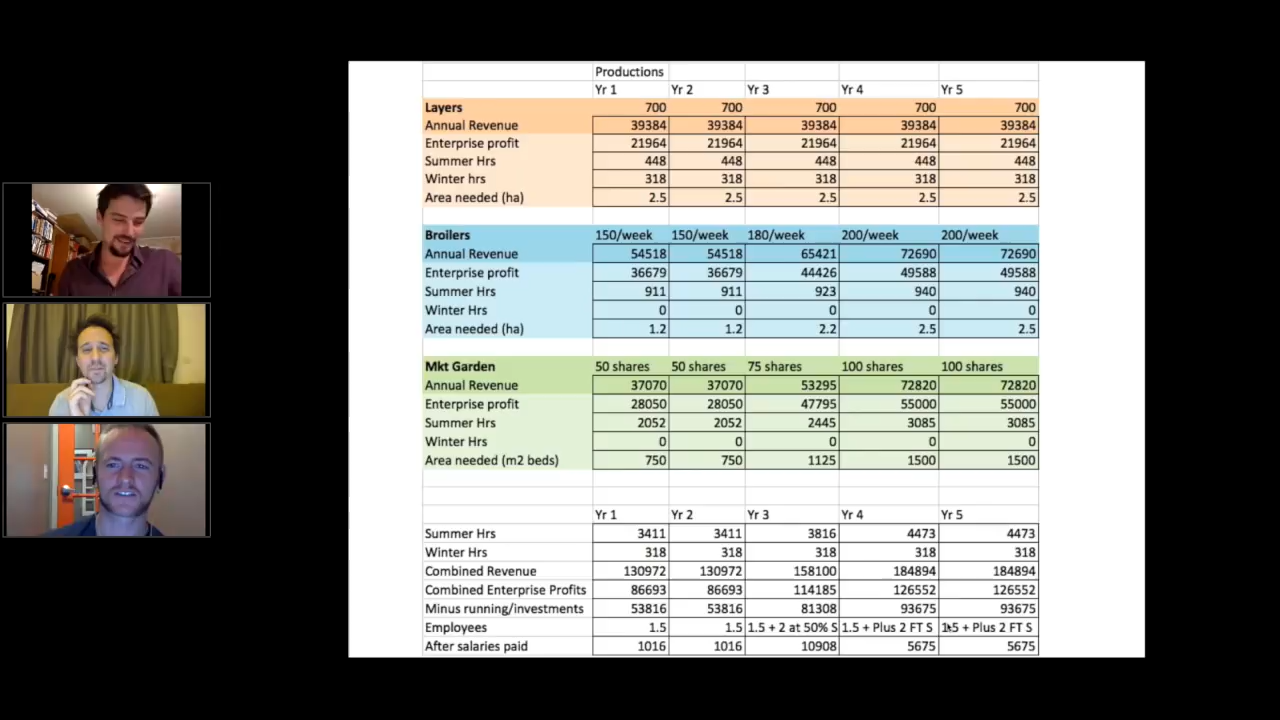 Productions
Yr 1 Yr 2 Yr 3 Yr 4 Yr 5
Layers 700 700 700 700 700
Annual Revenue 39384 39384 39384 39384 39384
Enterprise profit 21964 21964 21964 21964 21964
Summer Hrs 448 448 448 448 448
Winter hrs 318 318 318 318 318
Area needed (ha) 2.5 2.5 2.5 2.5 2.5
Broilers 150/week 150/week 180/week 200/week 200/week
Annual Revenue 54518 54518 65421 72690 72690
Enterprise profit 36679 36679 44426 49588 49588
Summer Hrs 911 911 923 940 940
Winter Hrs 0 0 0 0 0
Area needed (ha) 1.2 1.2 2.2 2.5 2.5
Mkt Garden 50 shares 50 shares 75 shares 100 shares 100 shares
Annual Revenue 37070 37070 53295 72820 72820
Enterprise profit 28050 28050 47795 55000 55000
Summer Hrs 2052 2052 2445 3085 3085
Winter Hrs 0 0 0 0 0
Area needed (m2 beds) 750 750 1125 1500 1500
Yr 1 Yr 2 Yr 3 Yr 4 Yr 5
Summer Hrs 3411 3411 3816 4473 4473
Winter Hrs 318 318 318 318 318
Combined Revenue 130972 130972 158100 184894 184894
Combined Enterprise Profits 86693 86693 114185 126552 126552
Minus running/investments 53816 53816 81308 93675 93675
Employees 1.5 1.5 1.5 + 2 at 50% S 1.5 + Plus 2 FT S 1.5 + Plus 2 FT S
After salaries paid 1016 1016 10908 5675 5675